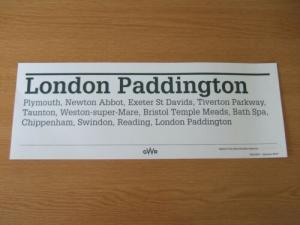 London Paddington
Plymouth, Newton Abbot, Exeter St Davids, Tiverton Parkway,
Taunton, Weston-super-Mare, Bristol Temple Meads, Bath Spa,
Chippenham, Swindon, Reading, London Paddington
GWR